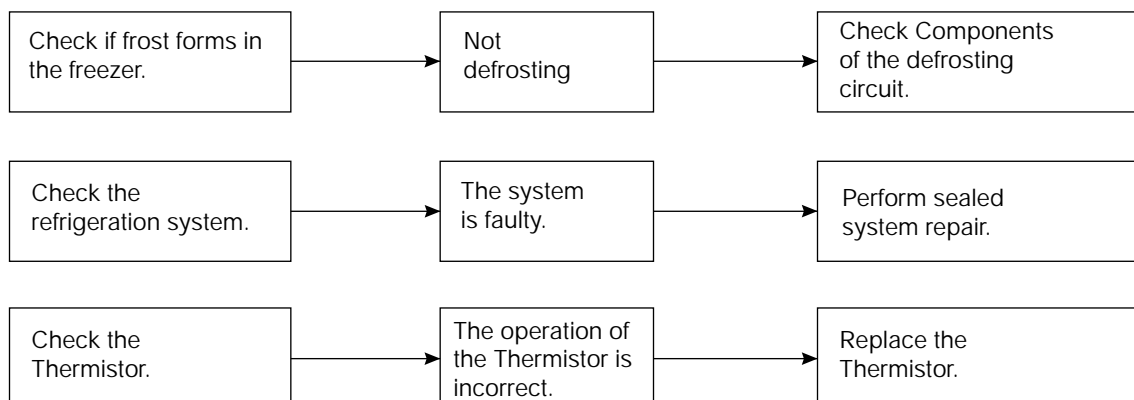 Check if frost forms in
the freezer.
Not
defrosting
Check Components
of the defrosting
circuit.
Check the
refrigeration system.
The system
is faulty.
Perform sealed
system repair.
Check the
Thermistor.
The operation of
the Thermistor is
incorrect.
Replace the
Thermistor.